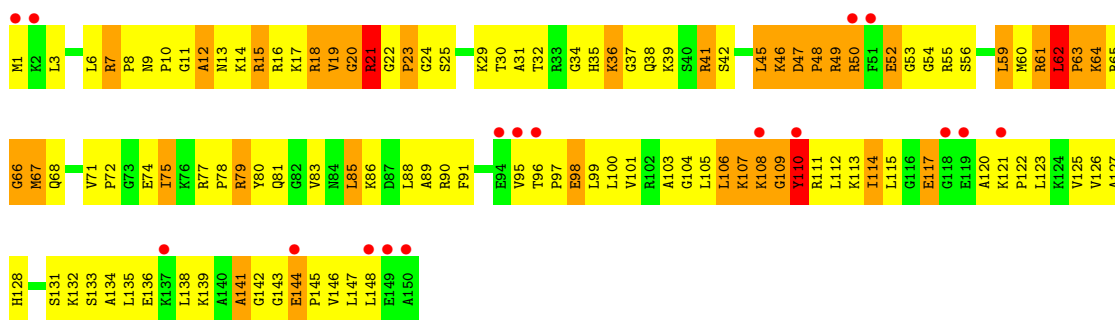 M1 K2 L3 L6 R7 P8 N9 P10 G11 A12 N13 K14 R15 R16 K17 R18 V19 G20 R21 G22 P23 G24 S25 K29 T30 A31 T32 R33 G34 H35 K36 G37 Q38 K39 S40 R41 S42 L45 K46 D47 P48 R49 R50 F51 E52 G53 G54 R55 S56 L59 M60 R61 L62 P63 K64 R65
G66 M67 Q68 V71 P72 G73 E74 I75 K76 R77 P78 R79 Y80 Q81 G82 V83 N84 L85 K86 D87 L88 A89 R90 F91 E94 V95 T96 P97 E98 L99 L100 V101 R102 A103 G104 L105 L106 K107 K108 G109 Y110 R111 L112 K113 I114 L115 G116 E117 G118 E119 A120 K121 P122 L123 K124 V125 V126 A127
H128 S131 K132 S133 A134 L135 E136 K137 L138 K139 A140 A141 G142 G143 E144 P145 V146 L147 L148 E149 A150